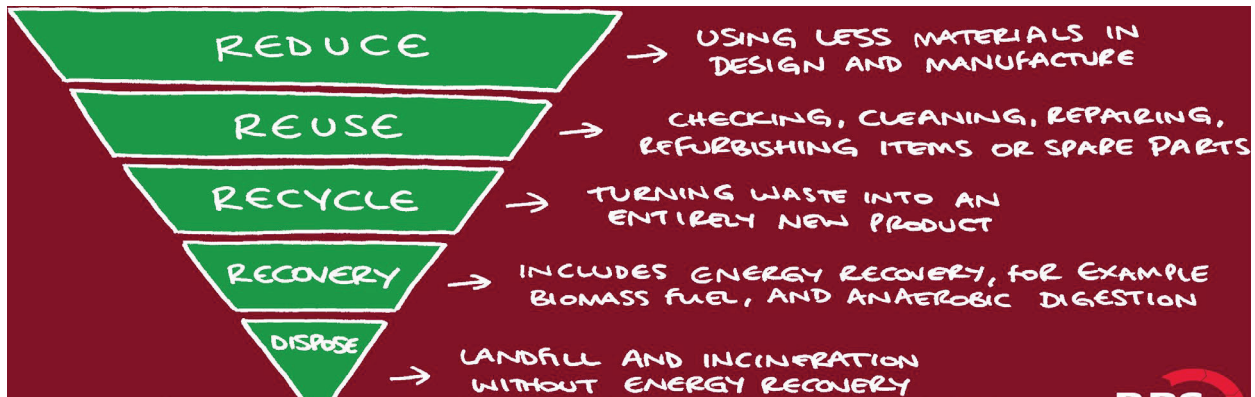 REDUCE
USING LESS MATERIALS IN
DESIGN AND MANUFACTURE
REUSE
CHECKING, CLEANING, REPAIRING,
REFURBISHING ITEMS OR SPARE PARTS
RECYCLE
TURNING WASTE INTO AN
ENTIRELY NEW PRODUCT
RECOVERY
INCLUDES ENERGY RECOVERY, FOR EXAMPLE
BIOMASS FUEL, AND ANAEROBIC DIGESTION
DISPOSE
LANDFILL AND INCINERATION
WITHOUT ENERGY RECOVERY